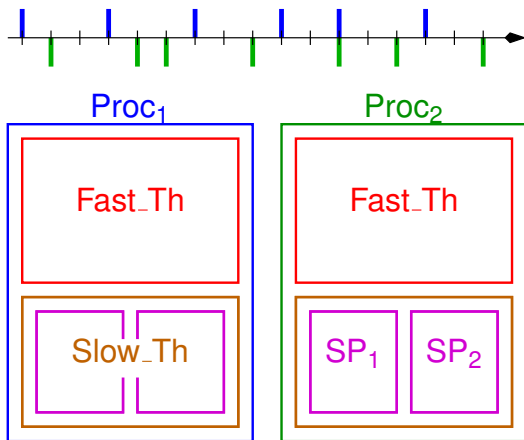 Proc₁ Proc₂
Fast_Th Fast_Th
Slow_Th SP₁ SP₂